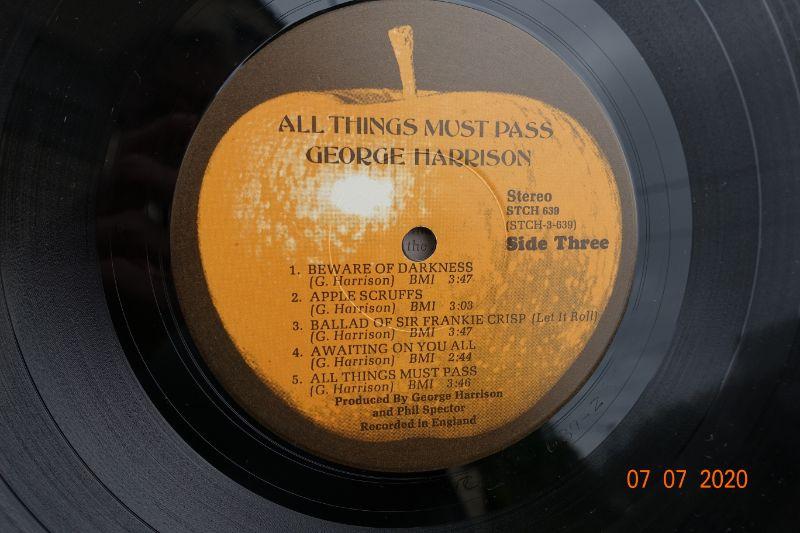 ALL THINGS MUST PASS
GEORGE HARRISON
Stereo
STCH 639
(STCH-3-639)
Side Three
tho
1. BEWARE OF DARKNESS
(G. Harrison) BMI 3:47
2. APPLE SCRUFFS
(G. Harrison) BMI 3:03
3. BALLAD OF SIR FRANKIE CRISP (Let It Roll)
(G. Harrison) BMI 3:47
4. AWAITING ON YOU ALL
(G. Harrison) BMI 2:44
5. ALL THINGS MUST PASS
(G. Harrison) BMI 3:46
Produced By George Harrison
and Phil Spector
Recorded in England
07 07 2020